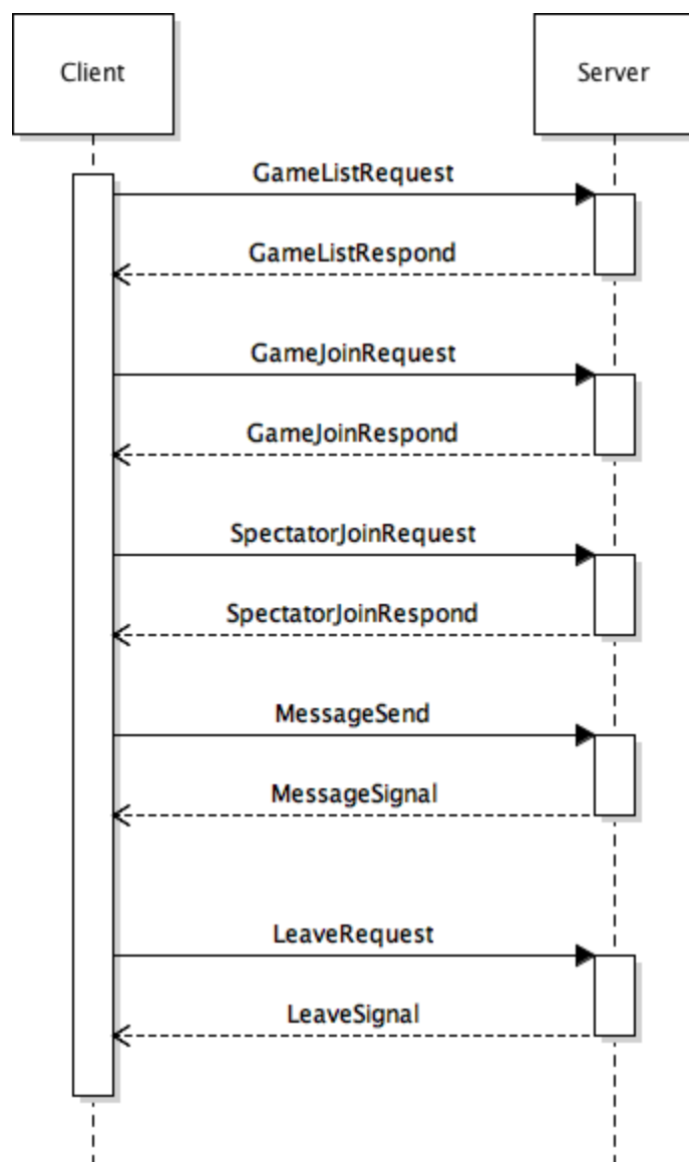 Client
Server
GameListRequest
GameListRespond
GameJoinRequest
GameJoinRespond
SpectatorJoinRequest
SpectatorJoinRespond
MessageSend
MessageSignal
LeaveRequest
LeaveSignal